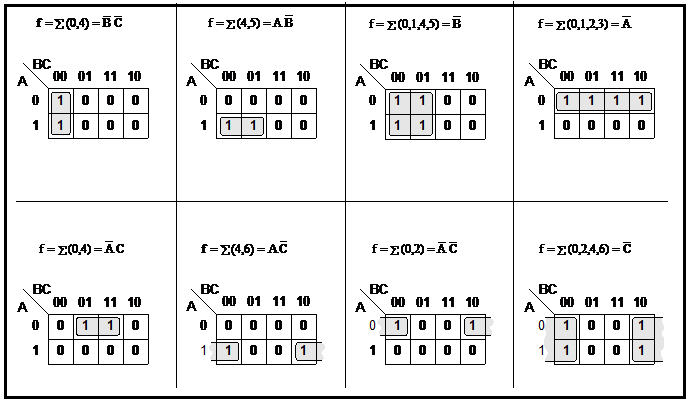 f = ∑(0,4) = B̅ C̅
f = ∑(4,5) = A B̅
f = ∑(0,1,4,5) = B̅
f = ∑(0,1,2,3) = A̅
BC
A 00 01 11 10
0 1 0 0 0
1 1 0 0 0
BC
A 00 01 11 10
0 0 0 0 0
1 1 1 0 0
BC
A 00 01 11 10
0 1 1 0 0
1 1 1 0 0
BC
A 00 01 11 10
0 1 1 1 1
1 0 0 0 0
f = ∑(0,4) = A̅ C
f = ∑(4,6) = A C̅
f = ∑(0,2) = A̅ C̅
f = ∑(0,2,4,6) = C̅
BC
A 00 01 11 10
0 0 1 1 0
1 0 0 0 0
BC
A 00 01 11 10
0 0 0 0 0
1 1 0 0 1
BC
A 00 01 11 10
0 1 0 0 1
1 0 0 0 0
BC
A 00 01 11 10
0 1 0 0 1
1 1 0 0 1